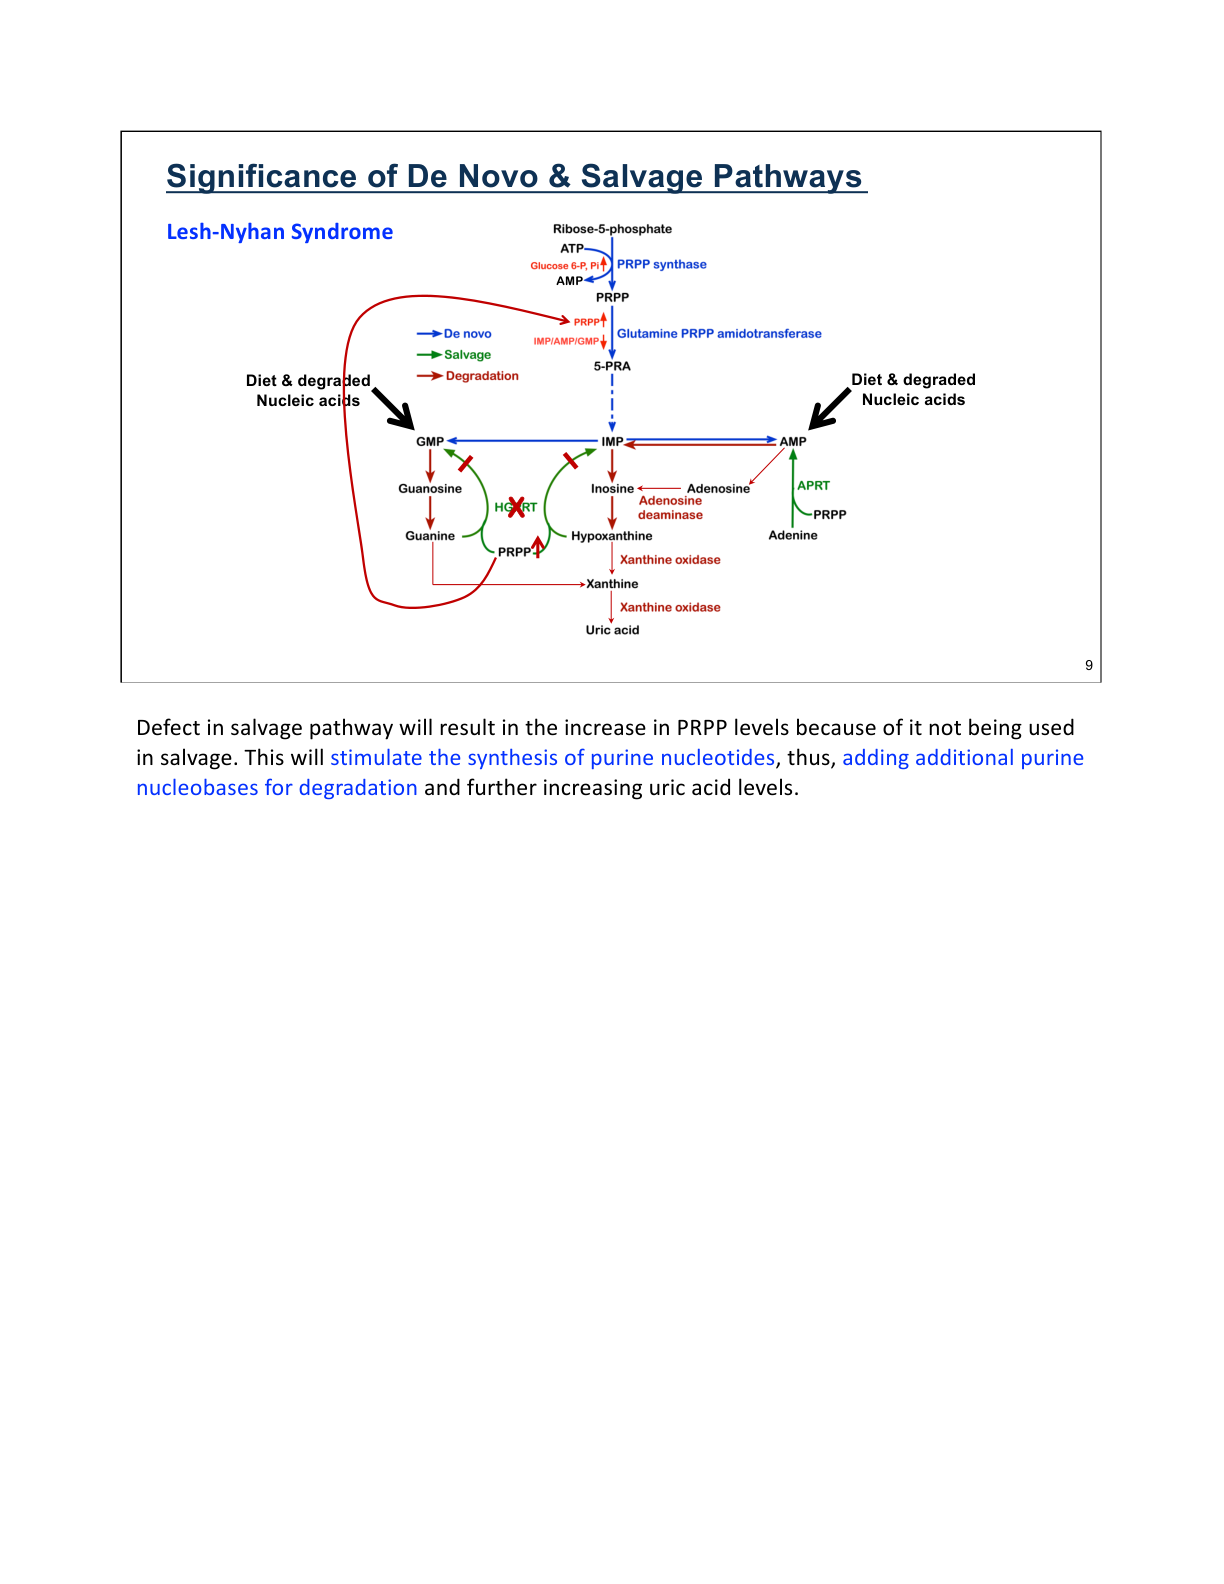 Significance of De Novo & Salvage Pathways
Lesh-Nyhan Syndrome
Ribose-5-phosphate
ATP
Glucose 6-P, Pi
PRPP synthase
AMP
PRPP
PRPP
De novo
IMP/AMP/GMP
Glutamine PRPP amidotransferase
Salvage
5-PRA
Degradation
Diet & degraded
Nucleic acids
Diet & degraded
Nucleic acids
GMP
IMP
AMP
Guanosine
Inosine
Adenosine
APRT
Adenosine
deaminase
PRPP
Guanine
PRPP
Hypoxanthine
Adenine
Xanthine oxidase
Xanthine
Xanthine oxidase
Uric acid
9
Defect in salvage pathway will result in the increase in PRPP levels because of it not being used
in salvage. This will stimulate the synthesis of purine nucleotides, thus, adding additional purine
nucleobases for degradation and further increasing uric acid levels.